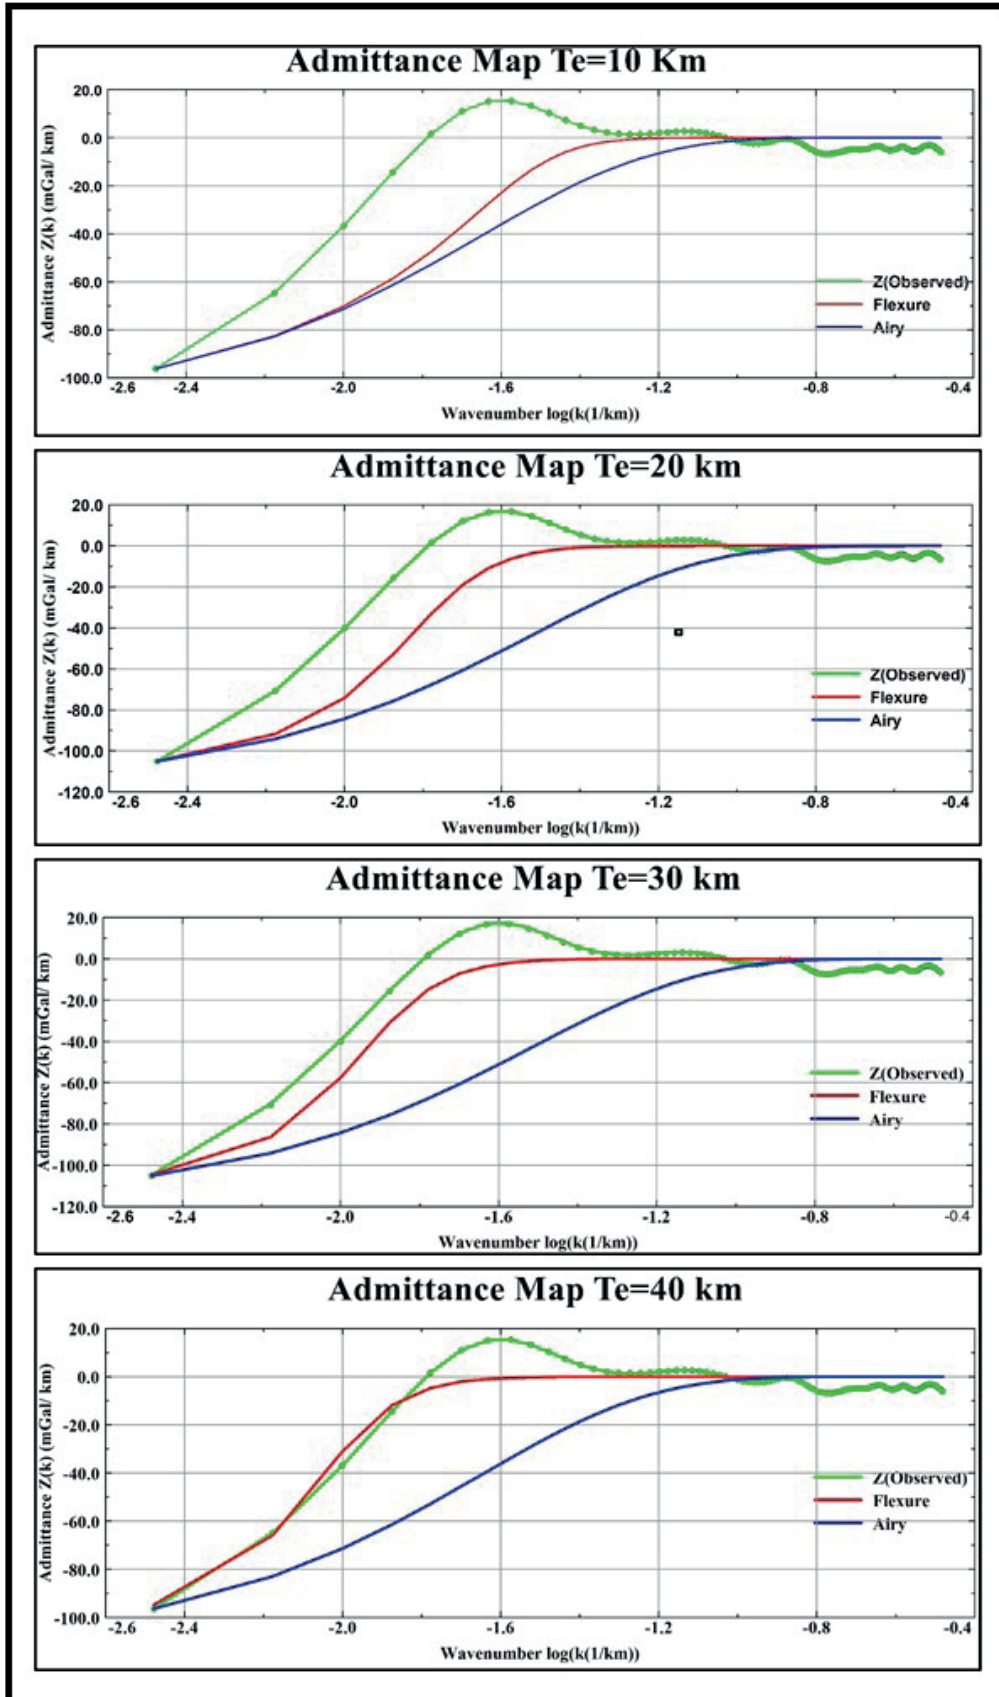 Admittance Map Te=10 Km
Admittance Z(k) (mGal/ km)
20.0
0.0
-20.0
-40.0
-60.0
-80.0
-100.0
-2.6 -2.4 -2.0 -1.6 -1.2 -0.8 -0.4
Z(Observed)
Flexure
Airy
Wavenumber log(k(1/km))
Admittance Map Te=20 km
Admittance Z(k) (mGal/ km)
20.0
0.0
-20.0
-40.0
-60.0
-80.0
-100.0
-120.0
-2.6 -2.4 -2.0 -1.6 -1.2 -0.8 -0.4
Z(Observed)
Flexure
Airy
Wavenumber log(k(1/km))
Admittance Map Te=30 km
Admittance Z(k) (mGal/ km)
20.0
0.0
-20.0
-40.0
-60.0
-80.0
-100.0
-120.0
-2.6 -2.4 -2.0 -1.6 -1.2 -0.8 -0.4
Z(Observed)
Flexure
Airy
Wavenumber log(k(1/km))
Admittance Map Te=40 km
Admittance Z(k) (mGal/ km)
20.0
0.0
-20.0
-40.0
-60.0
-80.0
-100.0
-2.6 -2.4 -2.0 -1.6 -1.2 -0.8 -0.4
Z(Observed)
Flexure
Airy
Wavenumber log(k(1/km))